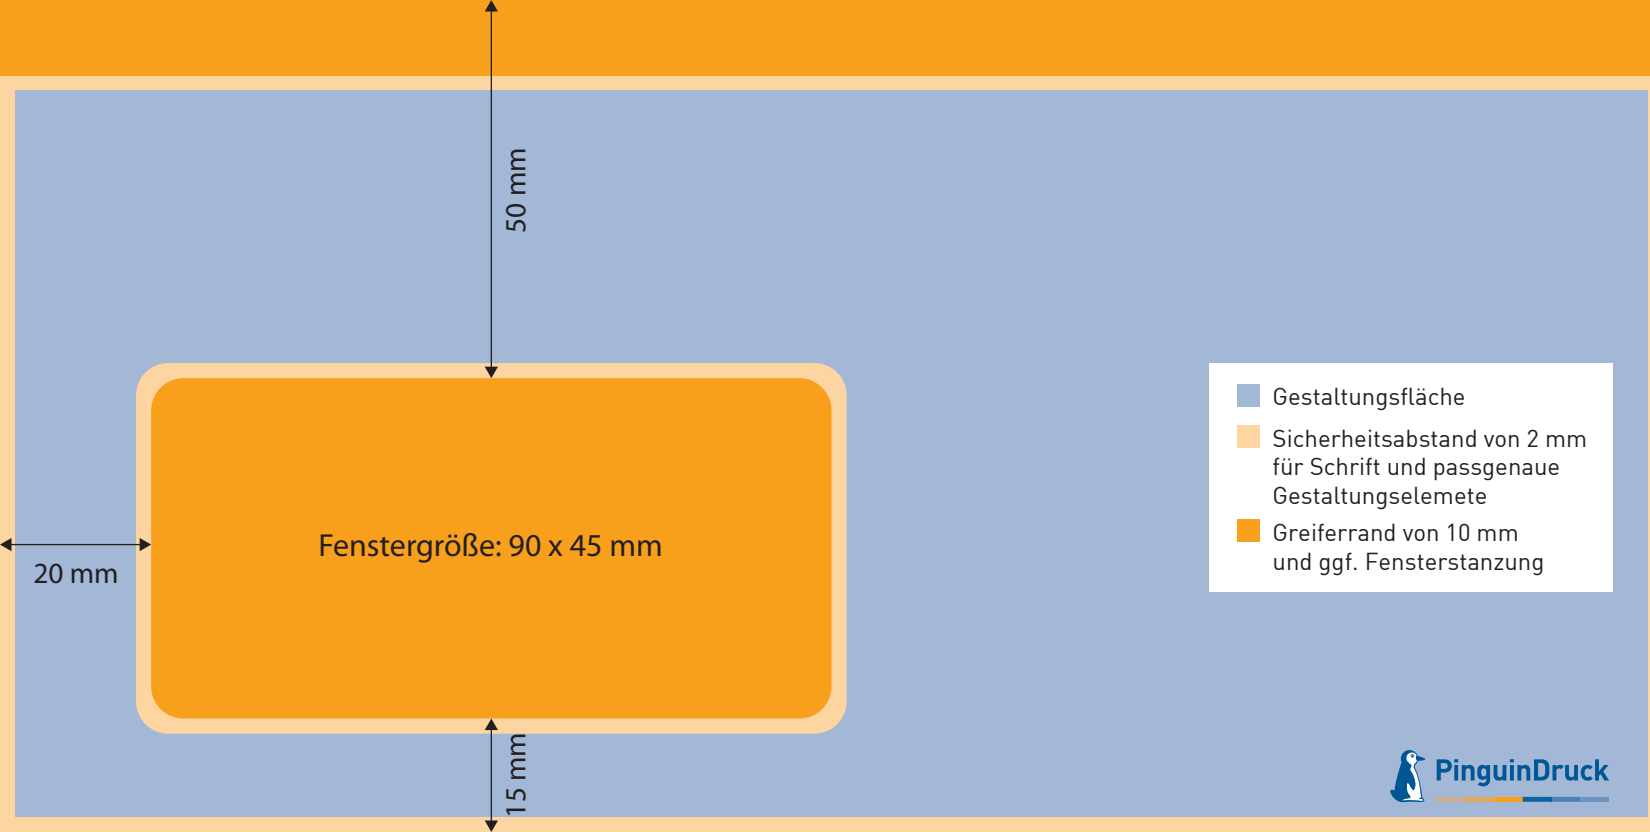 50 mm
Gestaltungsfläche
Sicherheitsabstand von 2 mm
für Schrift und passgenaue
Gestaltungselemete
Greiferrand von 10 mm
und ggf. Fensterstanzung
Fenstergröße: 90 x 45 mm
20 mm
15 mm
PinguinDruck